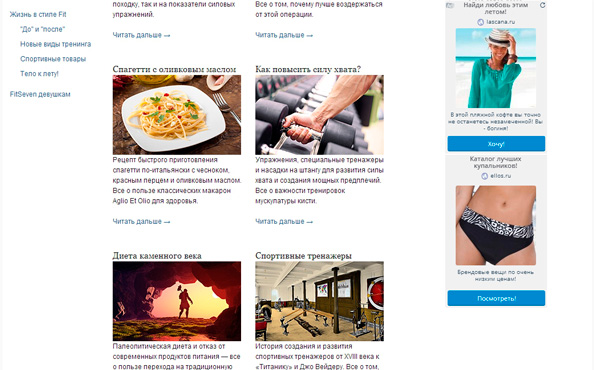 Жизнь в стиле Fit
"До" и "после"
Новые виды тренинга
Спортивные товары
Тело к лету!
FitSeven девушкам
походку, так и на показатели силовых
упражнений.
Читать дальше →
Все о том, почему лучше воздержаться
от этой операции.
Читать дальше →
Спагетти с оливковым маслом
Рецепт быстрого приготовления
спагетти по-итальянски с чесноком,
красным перцем и оливковым маслом.
Все о пользе классических макарон
Aglio Et Olio для здоровья.
Читать дальше →
Как повысить силу хвата?
Упражнения, специальные тренажеры
и насадки на штангу для развития силы
хвата и создания мощных предплечий.
Все о важности тренировок
мускулатуры кисти.
Читать дальше →
Диета каменного века
Палеолитическая диета и отказ от
современных продуктов питания — все
о пользе перехода на традиционную
Спортивные тренажеры
История создания и развития
спортивных тренажеров от XVIII века к
«Титанику» и Джо Вейдеру. Все о том,
Найди любовь этим
летом!
lascana.ru
В этой пляжной кофте вы точно
не останетесь незамеченной! Вы
- богиня!
Хочу!
Каталог лучших
купальников!
ellos.ru
Брендовые вещи по очень
низким ценам!
Посмотреть!